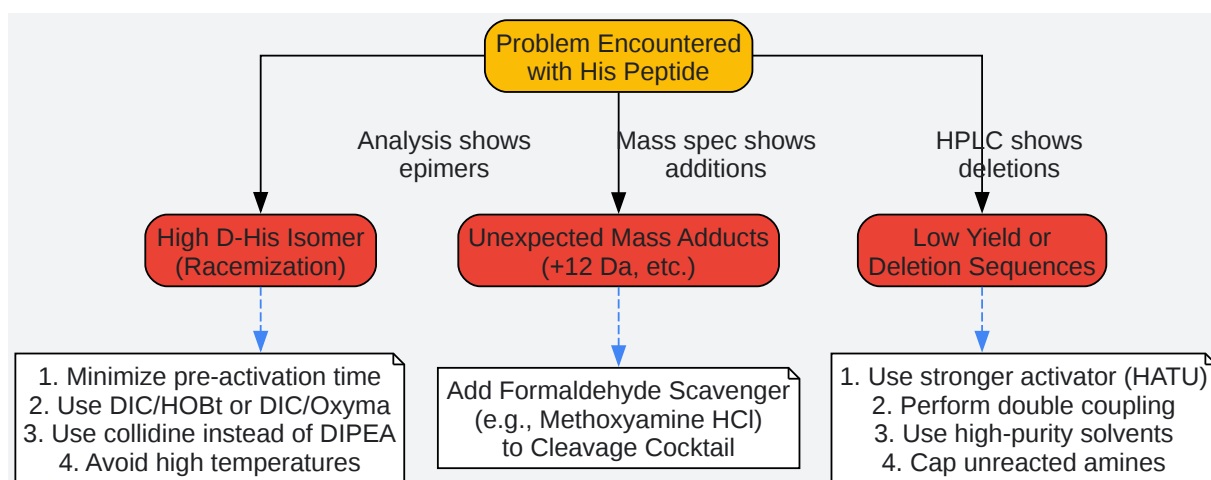 Problem Encountered
with His Peptide
Analysis shows
epimers
Mass spec shows
additions
HPLC shows
deletions
High D-His Isomer
(Racemization)
Unexpected Mass Adducts
(+12 Da, etc.)
Low Yield or
Deletion Sequences
1. Minimize pre-activation time
2. Use DIC/HOBt or DIC/Oxyma
3. Use collidine instead of DIPEA
4. Avoid high temperatures
Add Formaldehyde Scavenger
(e.g., Methoxyamine HCl)
to Cleavage Cocktail
1. Use stronger activator (HATU)
2. Perform double coupling
3. Use high-purity solvents
4. Cap unreacted amines